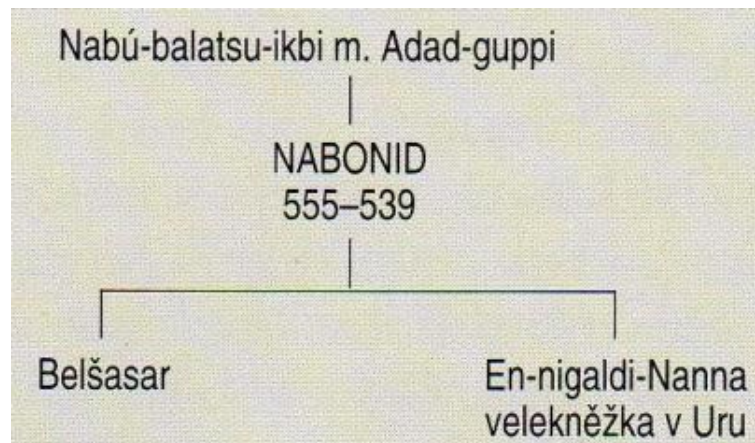 Nabú-balatsu-ikbi m. Adad-guppi
NABONID
555–539
Belšasar
En-nigaldi-Nanna
velekněžka v Uru